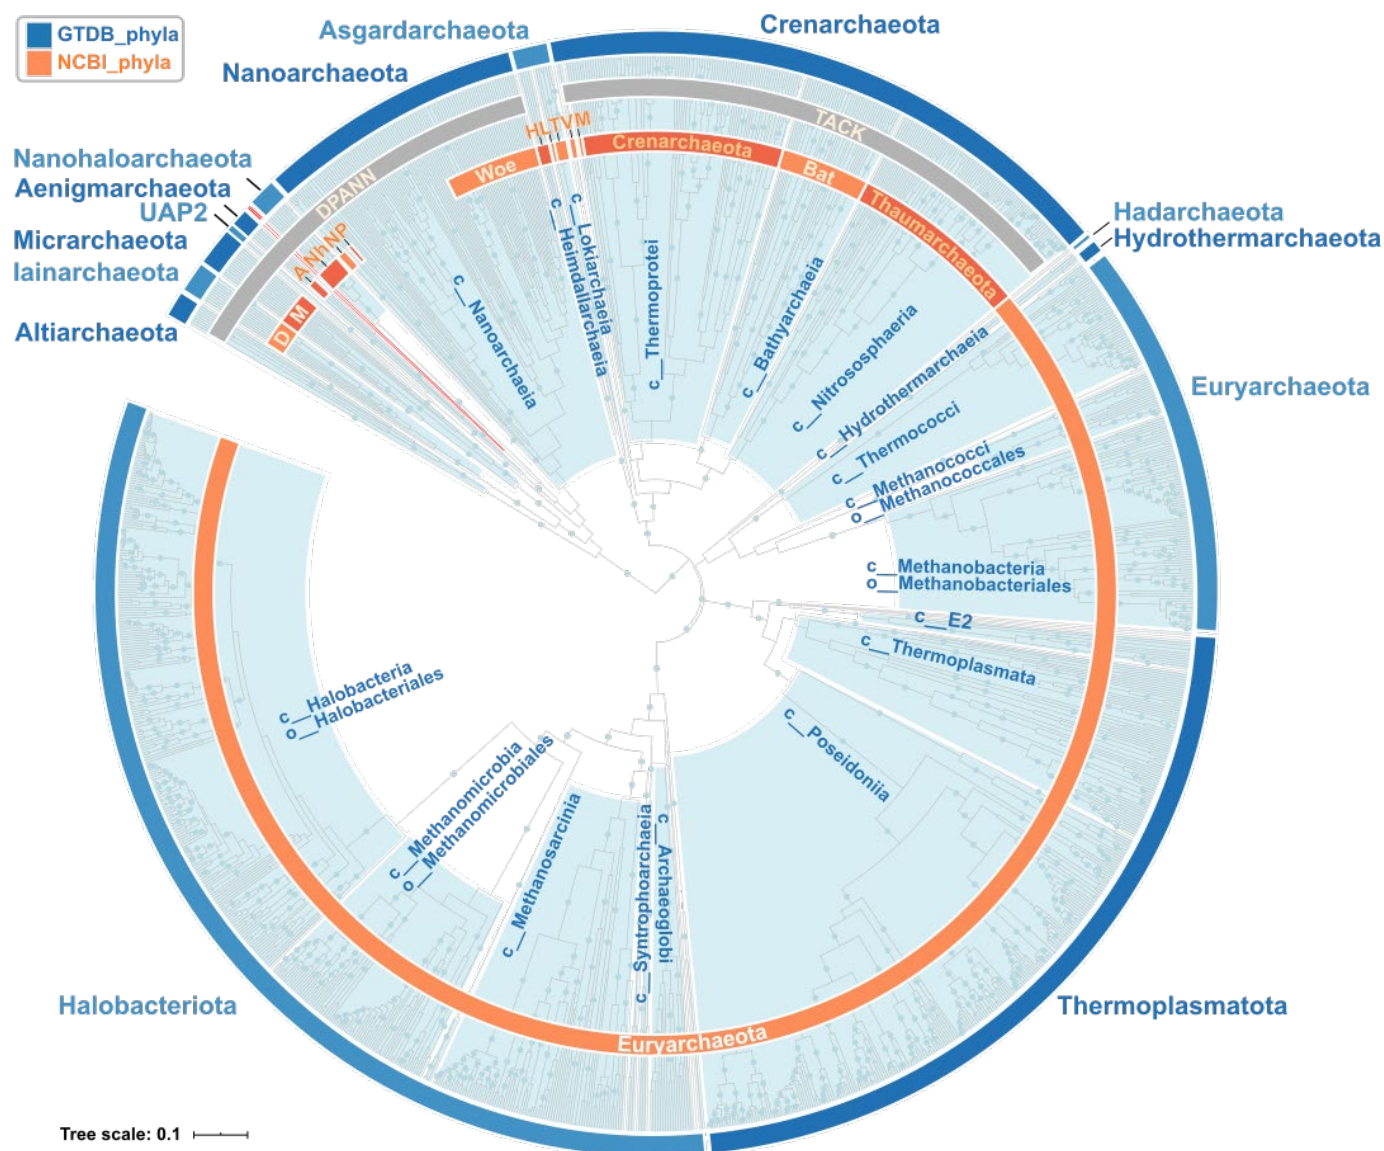 GTDB_phyla
NCBI_phyla
Asgardarchaeota
Crenarchaeota
Nanoarchaeota
Nanohaloarchaeota
Aenigmarchaeota
UAP2
Micrarchaeota
Iainarchaeota
Altiarchaeota
Hadarchaeota
Hydrothermarchaeota
Euryarchaeota
Thermoplasmatota
Halobacteriota
DPANN
TACK
D
M
A
Nh
N
P
Woe
H
L
T
V
M
Crenarchaeota
Bat
Thaumarchaeota
Euryarchaeota
c__Nanoarchaeia
c__Heimdallarchaeia
c__Lokiarchaeia
c__Thermoprotei
c__Bathyarchaeia
c__Nitrososphaeria
c__Hydrothermarchaeia
c__Thermococci
c__Methanococci
o__Methanococcales
c__Methanobacteria
o__Methanobacteriales
c__E2
c__Thermoplasmata
c__Poseidoniia
c__Archaeoglobi
c__Syntrophoarchaeia
c__Methanosarcinia
c__Methanomicrobia
o__Methanomicrobiales
c__Halobacteria
o__Halobacteriales
Tree scale: 0.1